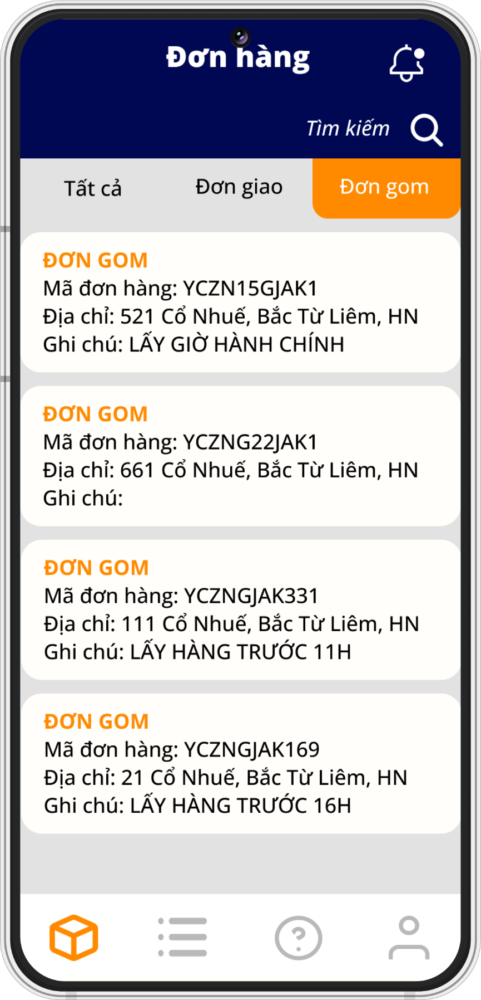 Đơn hàng
Tìm kiếm
Tất cả
Đơn giao
Đơn gom
ĐƠN GOM
Mã đơn hàng: YCZN15GJAK1
Địa chỉ: 521 Cổ Nhuế, Bắc Từ Liêm, HN
Ghi chú: LẤY GIỜ HÀNH CHÍNH
ĐƠN GOM
Mã đơn hàng: YCZNG22JAK1
Địa chỉ: 661 Cổ Nhuế, Bắc Từ Liêm, HN
Ghi chú:
ĐƠN GOM
Mã đơn hàng: YCZNGJAK331
Địa chỉ: 111 Cổ Nhuế, Bắc Từ Liêm, HN
Ghi chú: LẤY HÀNG TRƯỚC 11H
ĐƠN GOM
Mã đơn hàng: YCZNGJAK169
Địa chỉ: 21 Cổ Nhuế, Bắc Từ Liêm, HN
Ghi chú: LẤY HÀNG TRƯỚC 16H